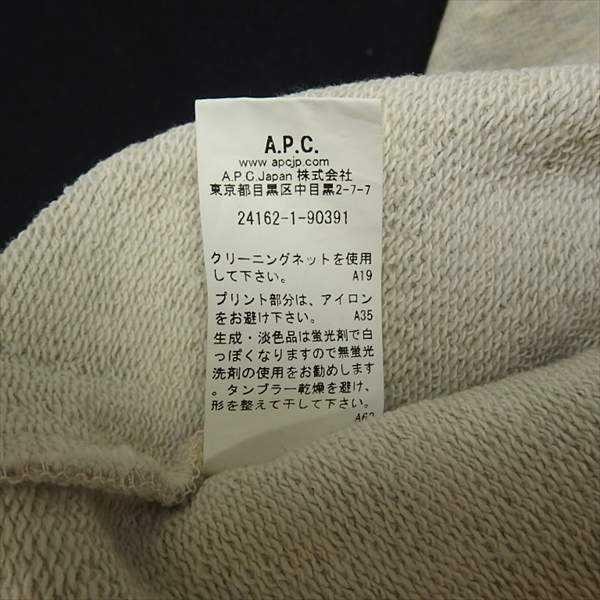 A.P.C.
www.apcjp.com
A.P.C.Japan 株式会社
東京都目黒区中目黒2-7-7
24162-1-90391
クリーニングネットを使用
して下さい。 A19
プリント部分は、アイロン
をお避け下さい。 A35
生成・淡色品は蛍光剤で白
っぽくなりますので無蛍光
洗剤の使用をお勧めします
。タンブラー乾燥を避け、
形を整えて干して下さい。